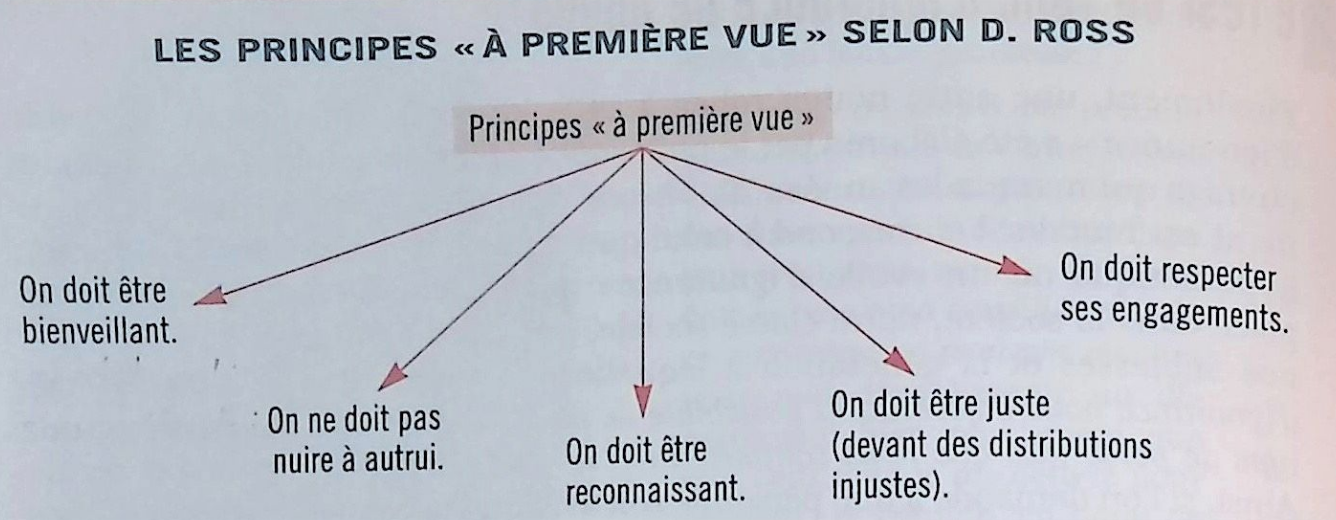 LES PRINCIPES « À PREMIÈRE VUE » SELON D. ROSS
Principes « à première vue »
On doit être
bienveillant.
On ne doit pas
nuire à autrui.
On doit être
reconnaissant.
On doit être juste
(devant des distributions
injustes).
On doit respecter
ses engagements.